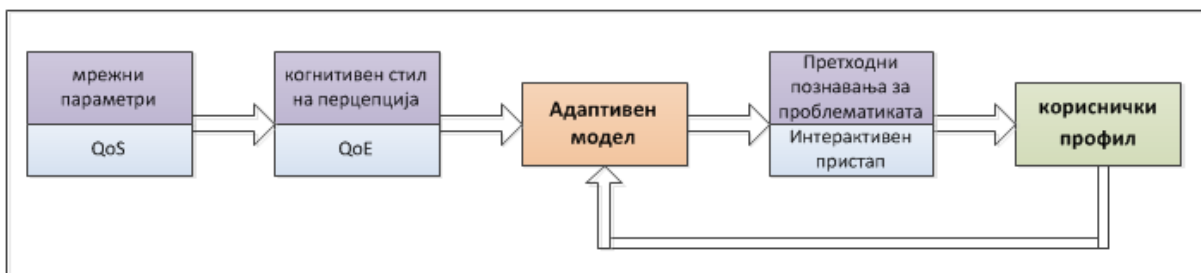 мрежни
параметри
QoS
когнитивен стил
на перцепција
QoE
Адаптивен
модел
Претходни
познавања за
проблематиката
Интерактивен
пристап
кориснички
профил